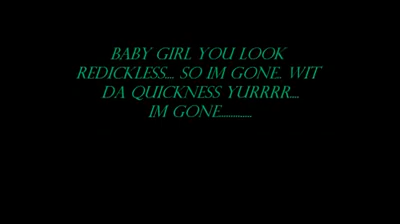 BABY GIRL YOU LOOK
REDICKLESS.... SO IM GONE. WIT
DA QUICKNESS YURRRR....
IM GONE..............